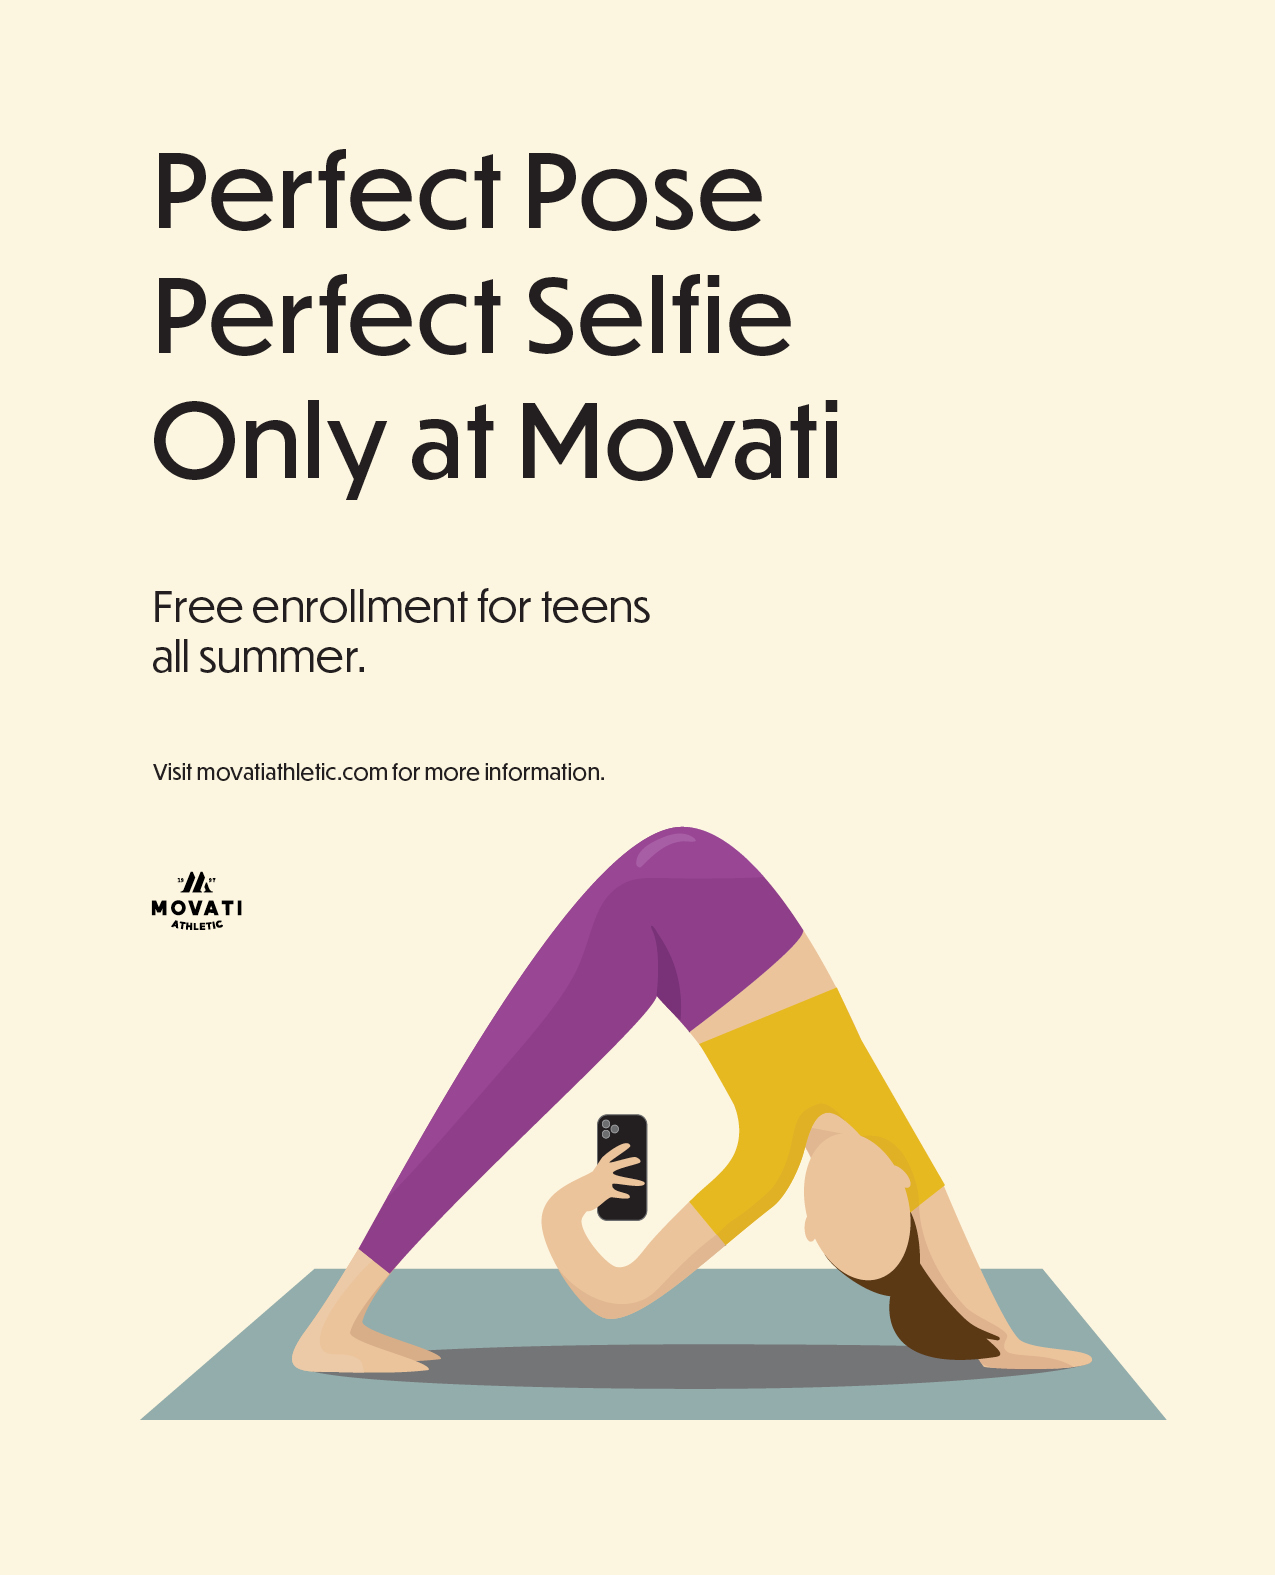 Perfect Pose
Perfect Selfie
Only at Movati
Free enrollment for teens
all summer.
Visit movatiathletic.com for more information.
19 97
MOVATI
ATHLETIC